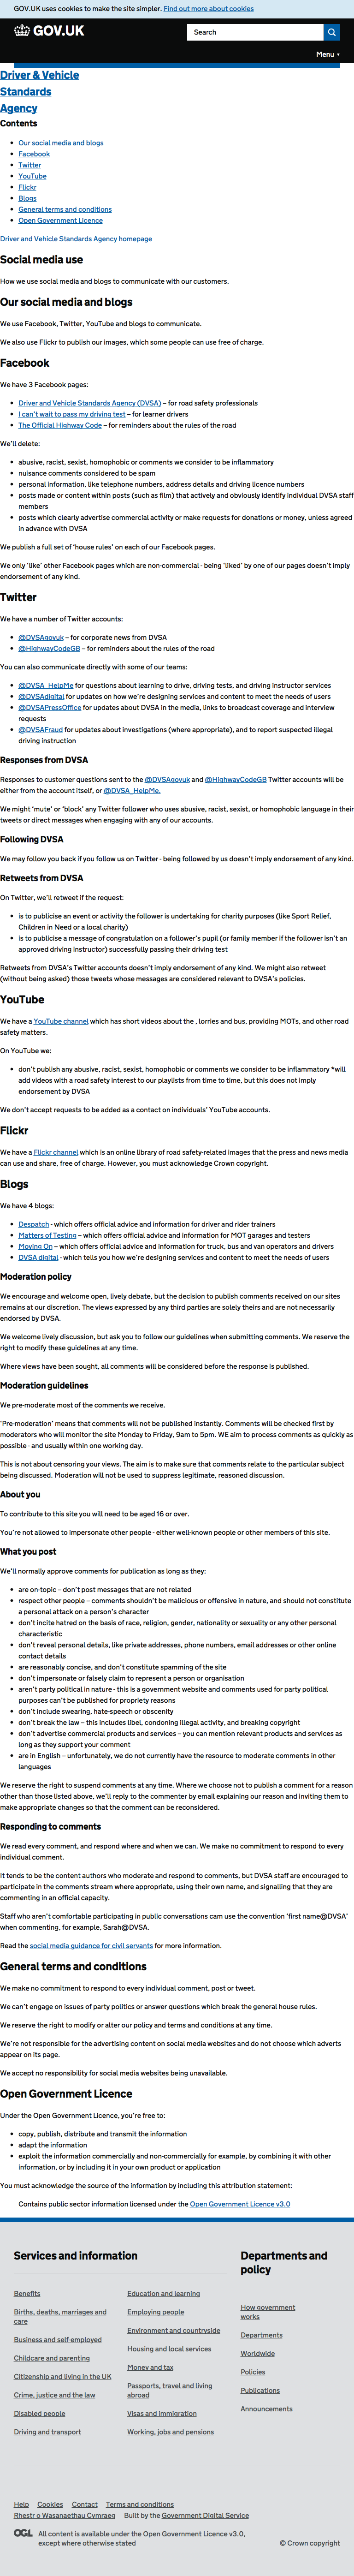 GOV.UK uses cookies to make the site simpler. Find out more about cookies
GOV.UK
Search
Menu ▼
Driver & Vehicle
Standards
Agency
Contents
• Our social media and blogs
• Facebook
• Twitter
• YouTube
• Flickr
• Blogs
• General terms and conditions
• Open Government Licence
Driver and Vehicle Standards Agency homepage
Social media use
How we use social media and blogs to communicate with our customers.
Our social media and blogs
We use Facebook, Twitter, YouTube and blogs to communicate.
We also use Flickr to publish our images, which some people can use free of charge.
Facebook
We have 3 Facebook pages:
• Driver and Vehicle Standards Agency (DVSA) – for road safety professionals
• I can't wait to pass my driving test – for learner drivers
• The Official Highway Code – for reminders about the rules of the road
We'll delete:
• abusive, racist, sexist, homophobic or comments we consider to be inflammatory
• nuisance comments considered to be spam
• personal information, like telephone numbers, address details and driving licence numbers
• posts made or content within posts (such as film) that actively and obviously identify individual DVSA staff
members
• posts which clearly advertise commercial activity or make requests for donations or money, unless agreed
in advance with DVSA
We publish a full set of 'house rules' on each of our Facebook pages.
We only 'like' other Facebook pages which are non-commercial - being 'liked' by one of our pages doesn't imply
endorsement of any kind.
Twitter
We have a number of Twitter accounts:
• @DVSAgovuk – for corporate news from DVSA
• @HighwayCodeGB – for reminders about the rules of the road
You can also communicate directly with some of our teams:
• @DVSA_HelpMe for questions about learning to drive, driving tests, and driving instructor services
• @DVSAdigital for updates on how we're designing services and content to meet the needs of users
• @DVSAPressOffice for updates about DVSA in the media, links to broadcast coverage and interview
requests
• @DVSAFraud for updates about investigations (where appropriate), and to report suspected illegal
driving instruction
Responses from DVSA
Responses to customer questions sent to the @DVSAgovuk and @HighwayCodeGB Twitter accounts will be
either from the account itself, or @DVSA_HelpMe.
We might 'mute' or 'block' any Twitter follower who uses abusive, racist, sexist, or homophobic language in their
tweets or direct messages when engaging with any of our accounts.
Following DVSA
We may follow you back if you follow us on Twitter - being followed by us doesn't imply endorsement of any kind.
Retweets from DVSA
On Twitter, we'll retweet if the request:
• is to publicise an event or activity the follower is undertaking for charity purposes (like Sport Relief,
Children in Need or a local charity)
• is to publicise a message of congratulation on a follower's pupil (or family member if the follower isn't an
approved driving instructor) successfully passing their driving test
Retweets from DVSA's Twitter accounts doesn't imply endorsement of any kind. We might also retweet
(without being asked) those tweets whose messages are considered relevant to DVSA's policies.
YouTube
We have a YouTube channel which has short videos about the , lorries and bus, providing MOTs, and other road
safety matters.
On YouTube we:
• don't publish any abusive, racist, sexist, homophobic or comments we consider to be inflammatory *will
add videos when a road safety interest to our playlists from time to time, but this does not imply
endorsement by DVSA
We don't accept requests to be added as a contact on individuals' YouTube accounts.
Flickr
We have a Flickr channel which is an online library of road safety-related images that the press and news media
can use and share, free of charge. However, you must acknowledge Crown copyright.
Blogs
We have 4 blogs:
• Despatch - which offers official advice and information for driver and rider trainers
• Matters of Testing – which offers official advice and information for MOT garages and testers
• Moving On – which offers official advice and information for truck, bus and van operators and drivers
• DVSA digital - which tells you how we're designing services and content to meet the needs of users
Moderation policy
We encourage and welcome open, lively debate, but the decision to publish comments received on our sites
remains at our discretion. The views expressed by any third parties are solely theirs and are not necessarily
endorsed by DVSA.
We welcome lively discussion, but ask you to follow our guidelines when submitting comments. We reserve the
right to modify these guidelines at any time.
Where views have been sought, all comments will be considered before the response is published.
Moderation guidelines
We pre-moderate most of the comments we receive.
'Pre-moderation' means that comments will not be published instantly. Comments will be checked first by
moderators who will monitor the site Monday to Friday, 9am to 5pm. WE aim to process comments as quickly as
possible - and usually within one working day.
This is not about censoring your views. The aim is to make sure that comments relate to the particular subject
being discussed. Moderation will not be used to suppress legitimate, reasoned discussion.
About you
To contribute to this site you will need to be aged 16 or over.
You're not allowed to impersonate other people - either well-known people or other members of this site.
What you post
We'll normally approve comments for publication as long as they:
• are on-topic – don't post messages that are not related
• respect other people – comments shouldn't be malicious or offensive in nature, and should not constitute
a personal attack on a person's character
• don't incite hatred on the basis of race, religion, gender, nationality or sexuality or any other personal
characteristic
• don't reveal personal details, like private addresses, phone numbers, email addresses or other online
contact details
• are reasonably concise, and don't constitute spamming of the site
• don't impersonate or falsely claim to represent a person or organisation
• aren't party political in nature - this is a government website and comments used for party political
purposes can't be published for propriety reasons
• don't include swearing, hate-speech or obscenity
• don't break the law – this includes libel, condoning illegal activity, and breaking copyright
• don't advertise commercial products and services – you can mention relevant products and services as
long as they support your comment
• are in English – unfortunately, we do not currently have the resource to moderate comments in other
languages
We reserve the right to suspend comments at any time. Where we choose not to publish a comment for a reason
other than those listed above, we'll reply to the commenter by email explaining our reason and inviting them to
make appropriate changes so that the comment can be reconsidered.
Responding to comments
We read every comment, and respond where and when we can. We make no commitment to respond to every
individual comment.
It tends to be the content authors who moderate and respond to comments, but DVSA staff are encouraged to
participate in the comments stream where appropriate, using their own name, and signalling that they are
commenting in an official capacity.
Staff who aren't comfortable participating in public conversations cam use the convention 'first name@DVSA'
when commenting, for example, Sarah@DVSA.
Read the social media guidance for civil servants for more information.
General terms and conditions
We make no commitment to respond to every individual comment, post or tweet.
We can't engage on issues of party politics or answer questions which break the general house rules.
We reserve the right to modify or alter our policy and terms and conditions at any time.
We're not responsible for the advertising content on social media websites and do not choose which adverts
appear on its page.
We accept no responsibility for social media websites being unavailable.
Open Government Licence
Under the Open Government Licence, you're free to:
• copy, publish, distribute and transmit the information
• adapt the information
• exploit the information commercially and non-commercially for example, by combining it with other
information, or by including it in your own product or application
You must acknowledge the source of the information by including this attribution statement:
Contains public sector information licensed under the Open Government Licence v3.0
Services and information
Benefits
Births, deaths, marriages and
care
Business and self-employed
Childcare and parenting
Citizenship and living in the UK
Crime, justice and the law
Disabled people
Driving and transport
Education and learning
Employing people
Environment and countryside
Housing and local services
Money and tax
Passports, travel and living
abroad
Visas and immigration
Working, jobs and pensions
Departments and
policy
How government
works
Departments
Worldwide
Policies
Publications
Announcements
Help Cookies Contact Terms and conditions
Rhestr o Wasanaethau Cymraeg Built by the Government Digital Service
OGL All content is available under the Open Government Licence v3.0,
except where otherwise stated
© Crown copyright